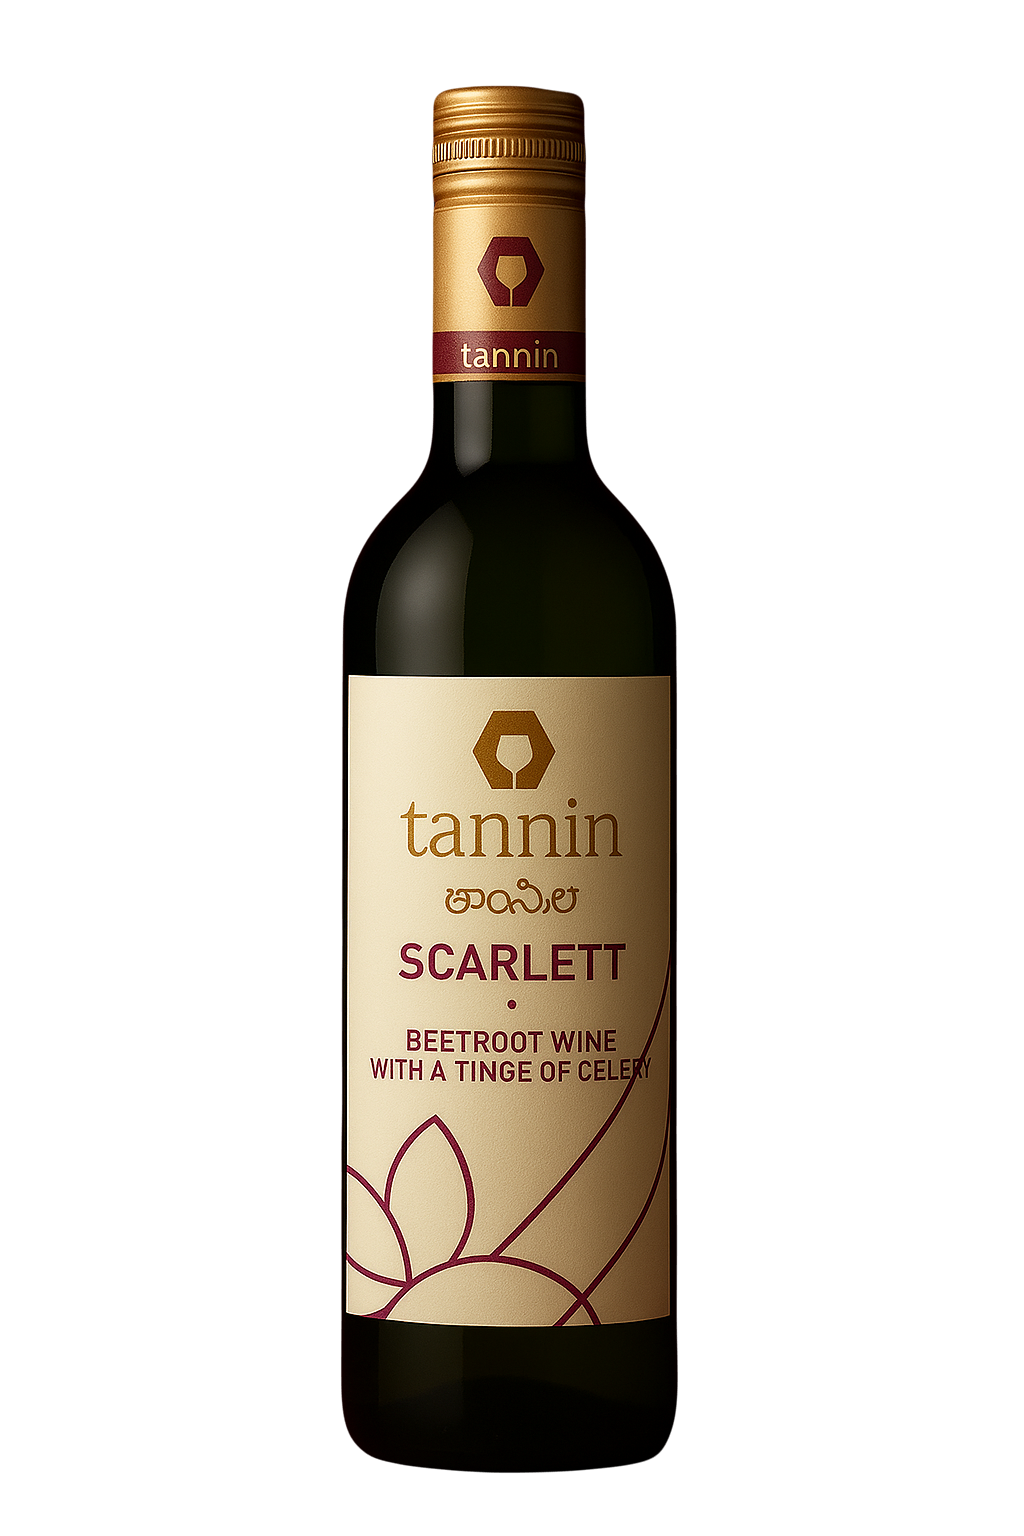 tannin
tannin
SCARLETT
•
BEETROOT WINE
WITH A TINGE OF CELERY